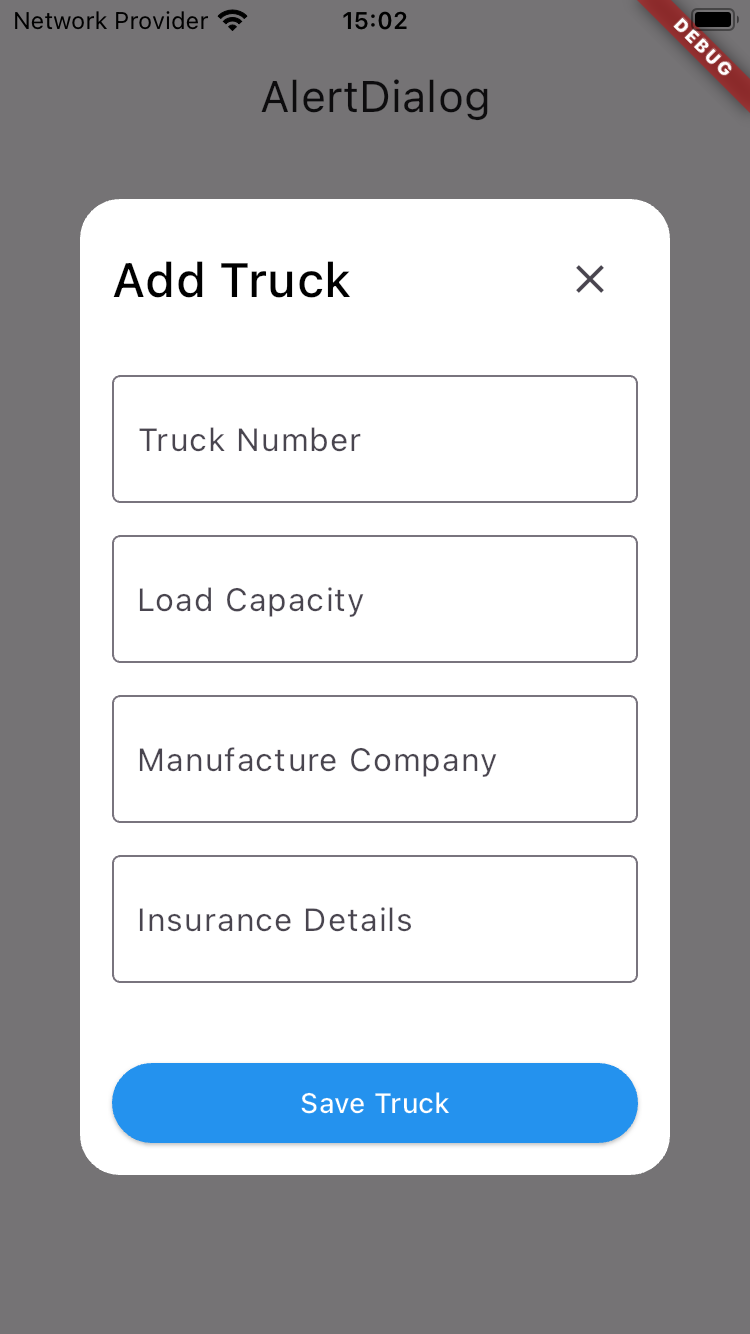 Network Provider 15:02
DEBUG
AlertDialog
Add Truck
Truck Number
Load Capacity
Manufacture Company
Insurance Details
Save Truck